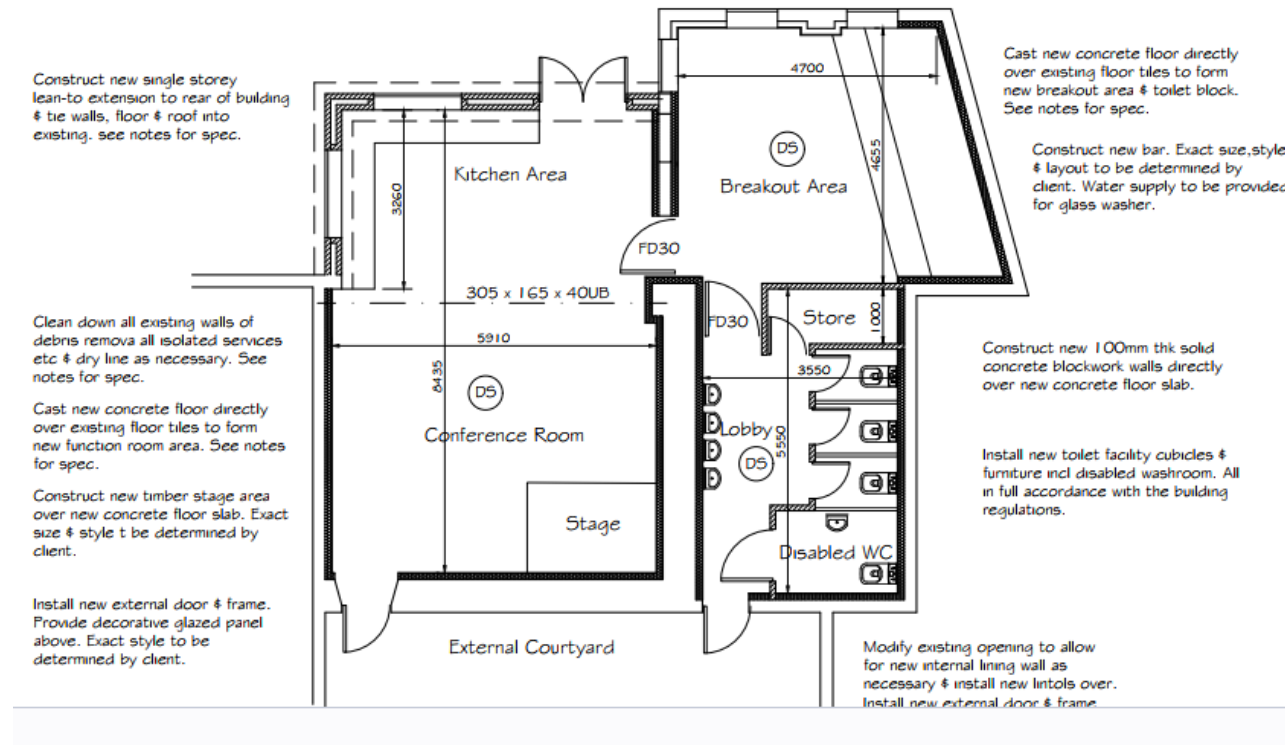 Construct new single storey
lean-to extension to rear of building
& tie walls, floor & roof into
existing. see notes for spec.
Clean down all existing walls of
debris remova all isolated services
etc & dry line as necessary. See
notes for spec.
Cast new concrete floor directly
over existing floor tiles to form
new function room area. See notes
for spec.
Construct new timber stage area
over new concrete floor slab. Exact
size & style t be determined by
client.
Install new external door & frame.
Provide decorative glazed panel
above. Exact style to be
determined by client.
4700
DS
4655
Breakout Area
Kitchen Area
3260
FD30
305 x 165 x 40UB
FD30
Store
1000
5910
3550
8435
DS
Conference Room
Lobby
5550
DS
Stage
Disabled WC
External Courtyard
Cast new concrete floor directly
over existing floor tiles to form
new breakout area & toilet block.
See notes for spec.
Construct new bar. Exact size,style
& layout to be determined by
client. Water supply to be provided
for glass washer.
Construct new 100mm thk solid
concrete blockwork walls directly
over new concrete floor slab.
Install new toilet facility cubicles &
furniture incl disabled washroom. All
in full accordance with the building
regulations.
Modify existing opening to allow
for new internal lining wall as
necessary & install new lintols over.
Install new external door & frame